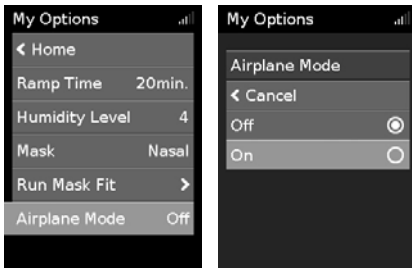 My Options
< Home
Ramp Time 20min.
Humidity Level 4
Mask Nasal
Run Mask Fit >
Airplane Mode Off
My Options
Airplane Mode
< Cancel
Off
On